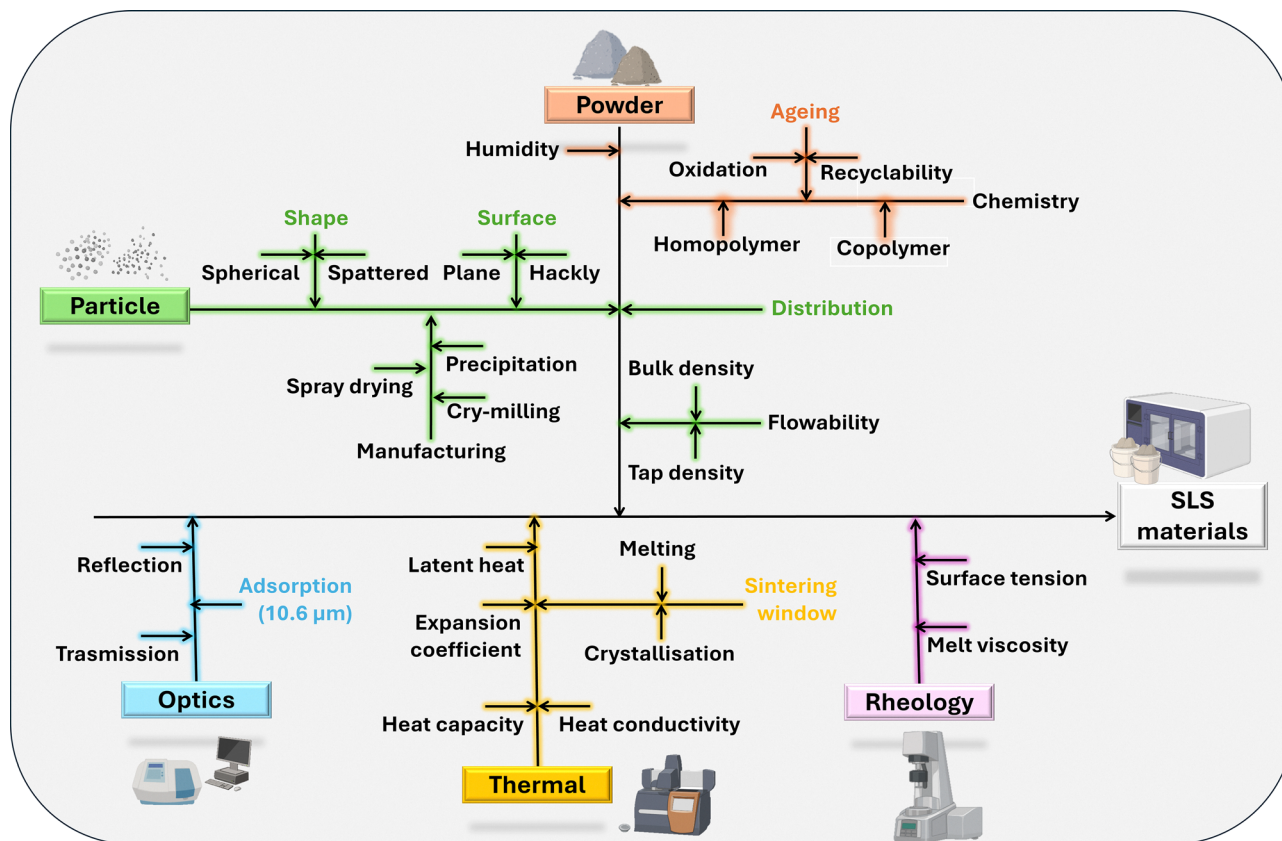 Powder
Ageing
Humidity
Oxidation
Recyclability
Chemistry
Homopolymer
Copolymer
Shape
Surface
Spherical
Spattered
Plane
Hackly
Particle
Distribution
Precipitation
Spray drying
Cry-milling
Manufacturing
Bulk density
Flowability
Tap density
SLS
materials
Reflection
Adsorption
(10.6 µm)
Trasmission
Optics
Latent heat
Melting
Sintering
window
Expansion
coefficient
Crystallisation
Heat capacity
Heat conductivity
Thermal
Surface tension
Melt viscosity
Rheology